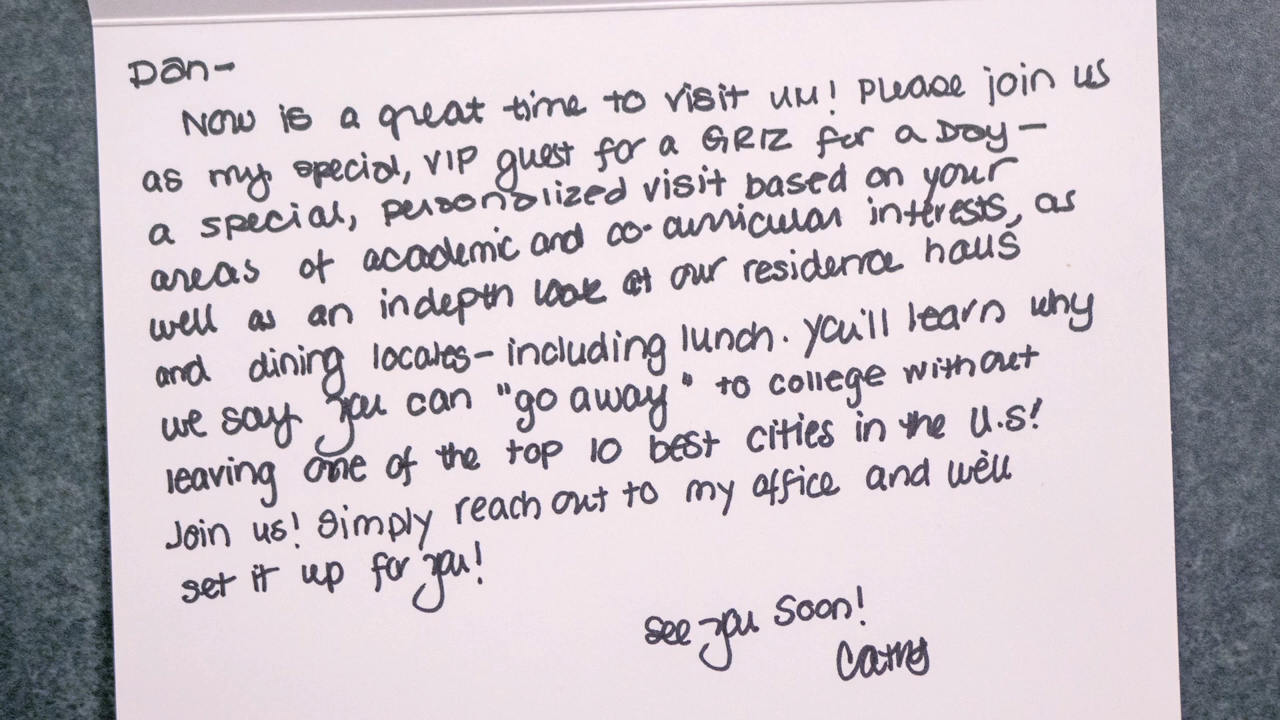 Dan-
Now is a great time to visit UM! Please join us
as my special, VIP guest for a GRIZ for a Day-
a special, personalized visit based on your
areas of academic and co-curricular interests, as
well as an indepth look at our residence halls
and dining locales- including lunch. You'll learn why
we say you can "go away" to college without
leaving one of the top 10 best cities in the U.S!
Join us! Simply reach out to my office and we'll
set it up for you!
See you soon!
Cathy